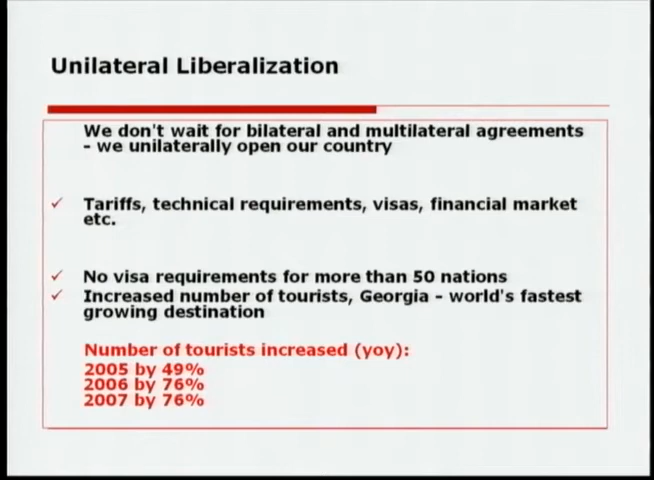 Unilateral Liberalization
We don't wait for bilateral and multilateral agreements
- we unilaterally open our country
✓ Tariffs, technical requirements, visas, financial market
etc.
✓ No visa requirements for more than 50 nations
✓ Increased number of tourists, Georgia - world's fastest
growing destination
Number of tourists increased (yoy):
2005 by 49%
2006 by 76%
2007 by 76%